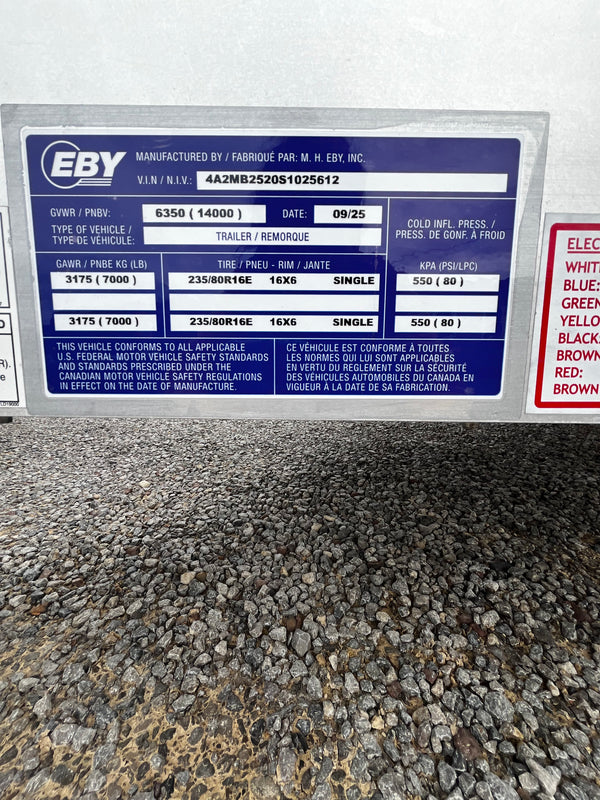 EBY
MANUFACTURED BY / FABRIQUÉ PAR: M. H. EBY, INC.
V.I.N / N.I.V.: 4A2MB2520S1025612
GVWR / PNBV: 6350 ( 14000 ) DATE: 09/25
TYPE OF VEHICLE /
TYPE DE VÉHICULE: TRAILER / REMORQUE
COLD INFL. PRESS. /
PRESS. DE GONF. À FROID
GAWR / PNBE KG (LB) TIRE / PNEU - RIM / JANTE KPA (PSI/LPC)
3175 ( 7000 ) 235/80R16E 16X6 SINGLE 550 ( 80 )
3175 ( 7000 ) 235/80R16E 16X6 SINGLE 550 ( 80 )
THIS VEHICLE CONFORMS TO ALL APPLICABLE
U.S. FEDERAL MOTOR VEHICLE SAFETY STANDARDS
AND STANDARDS PRESCRIBED UNDER THE
CANADIAN MOTOR VEHICLE SAFETY REGULATIONS
IN EFFECT ON THE DATE OF MANUFACTURE.
CE VÉHICULE EST CONFORME À TOUTES
LES NORMES QUI LUI SONT APPLICABLES
EN VERTU DU REGLEMENT SUR LA SÉCURITÉ
DES VÉHICULES AUTOMOBILES DU CANADA EN
VIGUEUR À LA DATE DE SA FABRICATION.
ELEC
WHIT
BLUE:
GREEN
YELLO
BLACK:
BROWN
RED:
BROWN